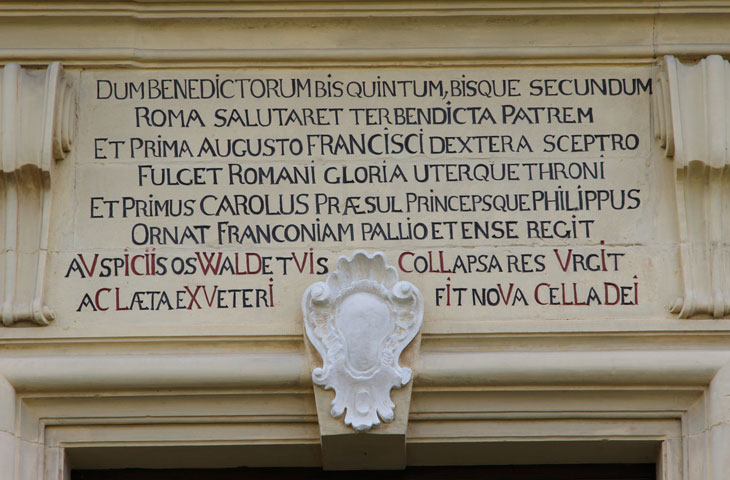 DUM BENEDICTORUM BIS QUINTUM, BISQUE SECUNDUM
ROMA SALUTARET TER BENDICTA PATREM
ET PRIMA AUGUSTO FRANCISCI DEXTERA SCEPTRO
FULGET ROMANI GLORIA UTERQUE THRONI
ET PRIMUS CAROLUS PRÆSUL PRINCEPSQUE PHILIPPUS
ORNAT FRANCONIAM PALLIO ET ENSE REGIT
AVSPICIIS OSWALDETVIS COLLAPSA RES VRGIT
AC LÆTA EX VETERI FIT NOVA CELLA DEI